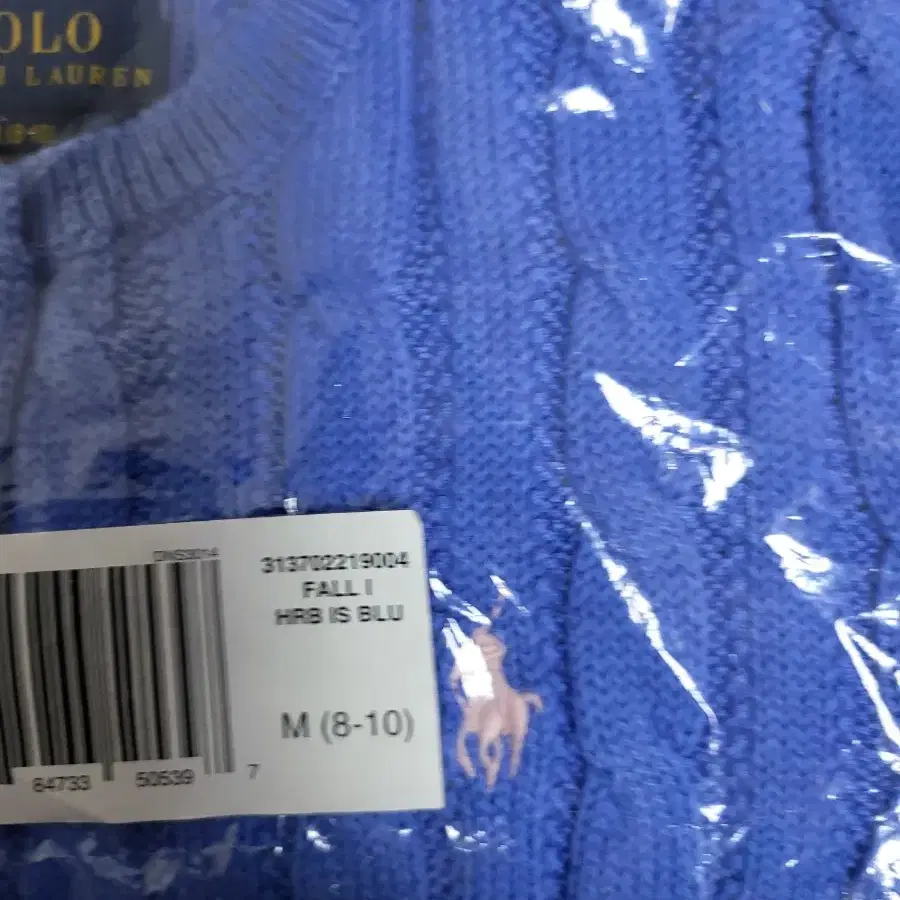 OLO
LAUREN
DNS3014
313702219004
FALL I
HRB IS BLU
M (8-10)
64733 50539 7